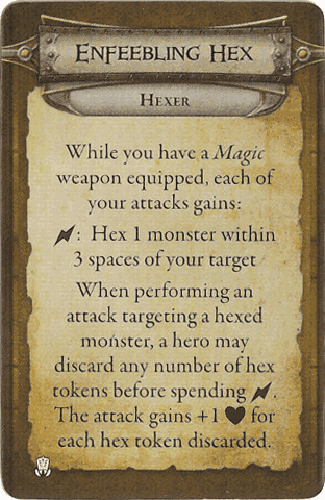 ENFEEBLING HEX
HEXER
While you have a Magic
weapon equipped, each of
your attacks gains:
: Hex 1 monster within
3 spaces of your target
When performing an
attack targeting a hexed
monster, a hero may
discard any number of hex
tokens before spending .
The attack gains +1 for
each hex token discarded.